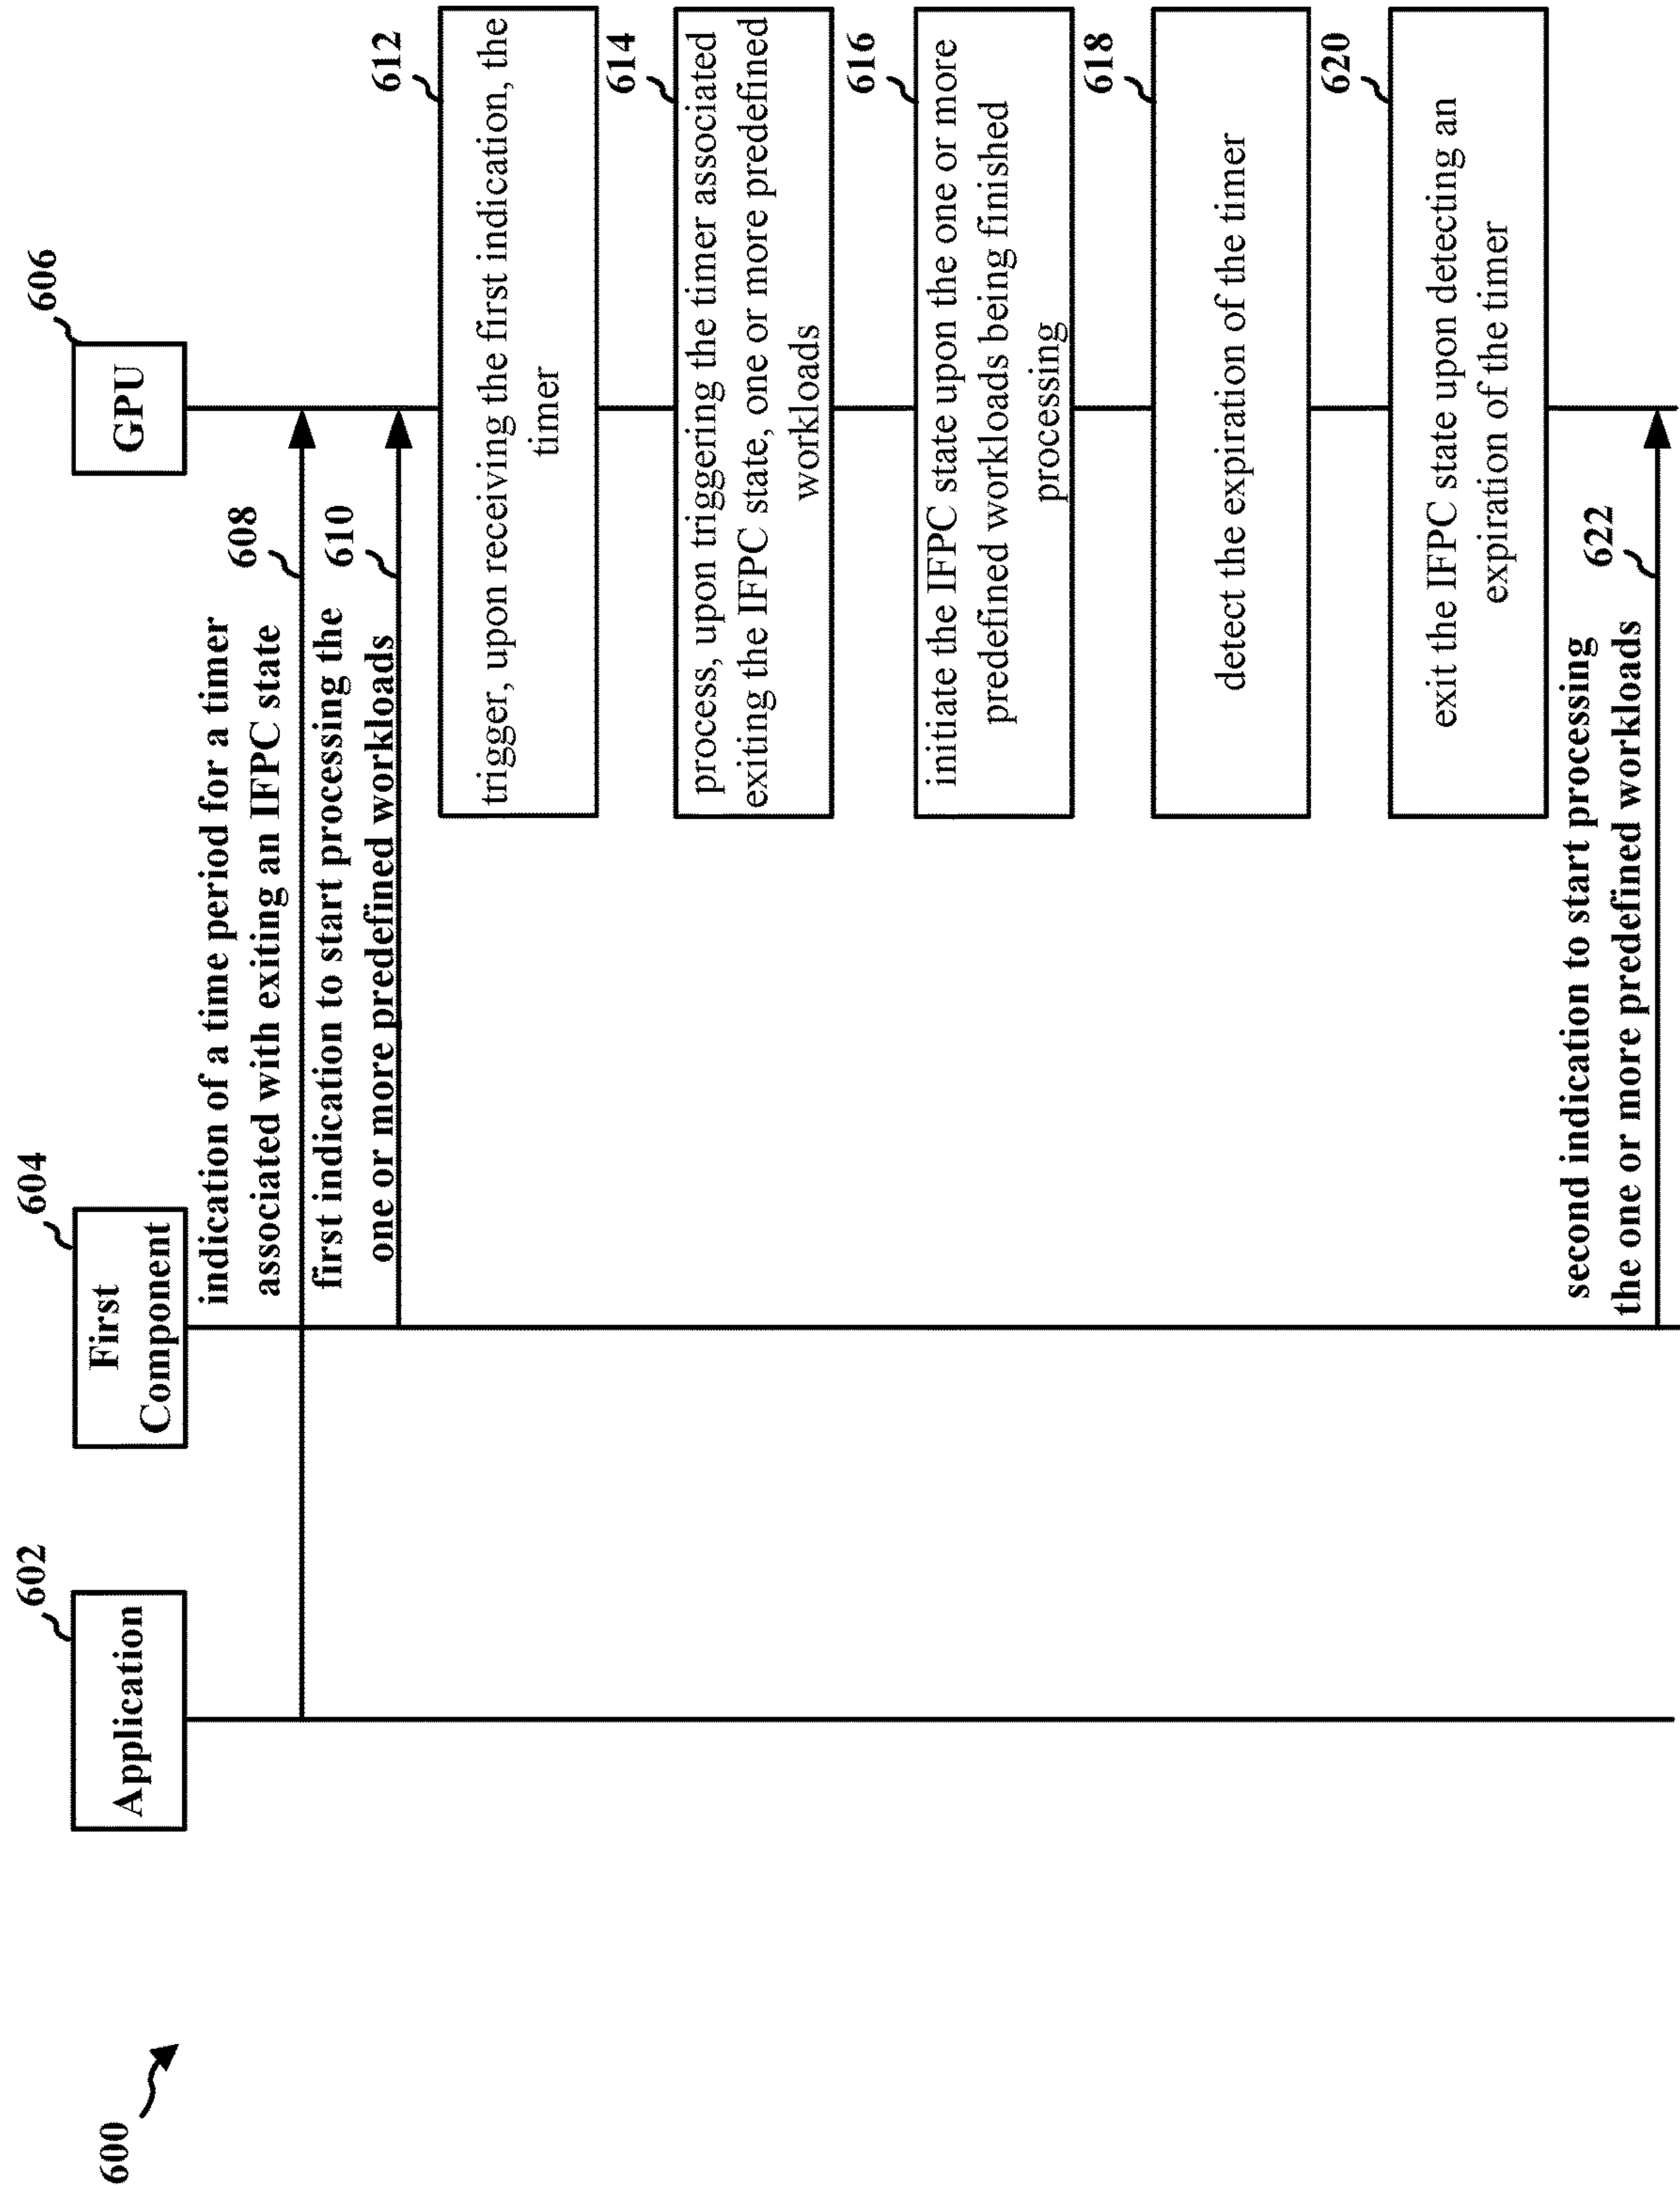 600
602
Application
604
First
Component
606
GPU
indication of a time period for a timer
associated with exiting an IFPC state
608
first indication to start processing the
one or more predefined workloads
610
612
trigger, upon receiving the first indication, the
timer
614
process, upon triggering the timer associated
exiting the IFPC state, one or more predefined
workloads
616
initiate the IFPC state upon the one or more
predefined workloads being finished
processing
618
detect the expiration of the timer
620
exit the IFPC state upon detecting an
expiration of the timer
second indication to start processing
the one or more predefined workloads
622